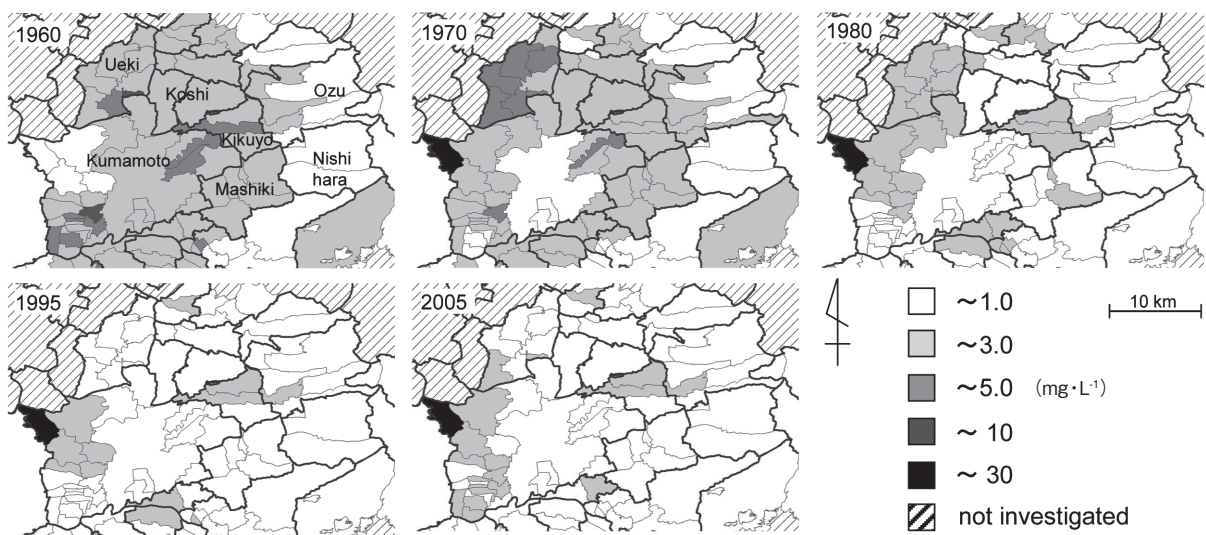 1960
Ueki
Koshi
Ozu
Kikuyo
Kumamoto
Nishi
hara
Mashiki
1970
1980
1995
2005
10 km
～1.0
～3.0
～5.0 (mg・L⁻¹)
～10
～30
not investigated